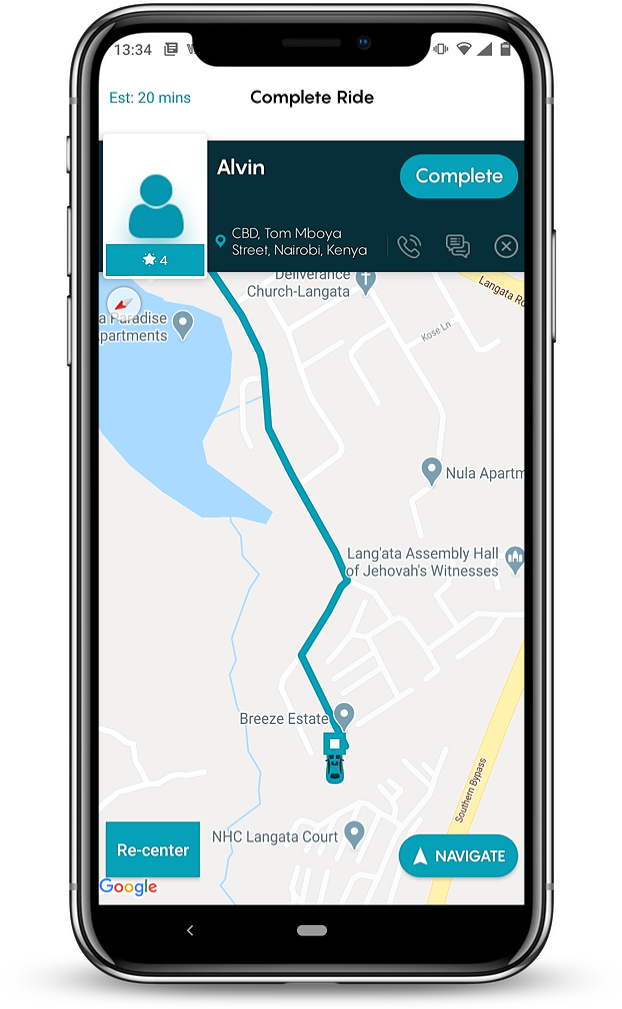 13:34
Est: 20 mins
Complete Ride
Alvin
Complete
CBD, Tom Mboya
Street, Nairobi, Kenya
4
Deliverance
Church-Langata
Langata
a Paradise
partments
Kose Ln
Nula Apartm
Lang'ata Assembly Hall
of Jehovah's Witnesses
Breeze Estate
Southern Bypass
NHC Langata Court
Re-center
NAVIGATE
Google